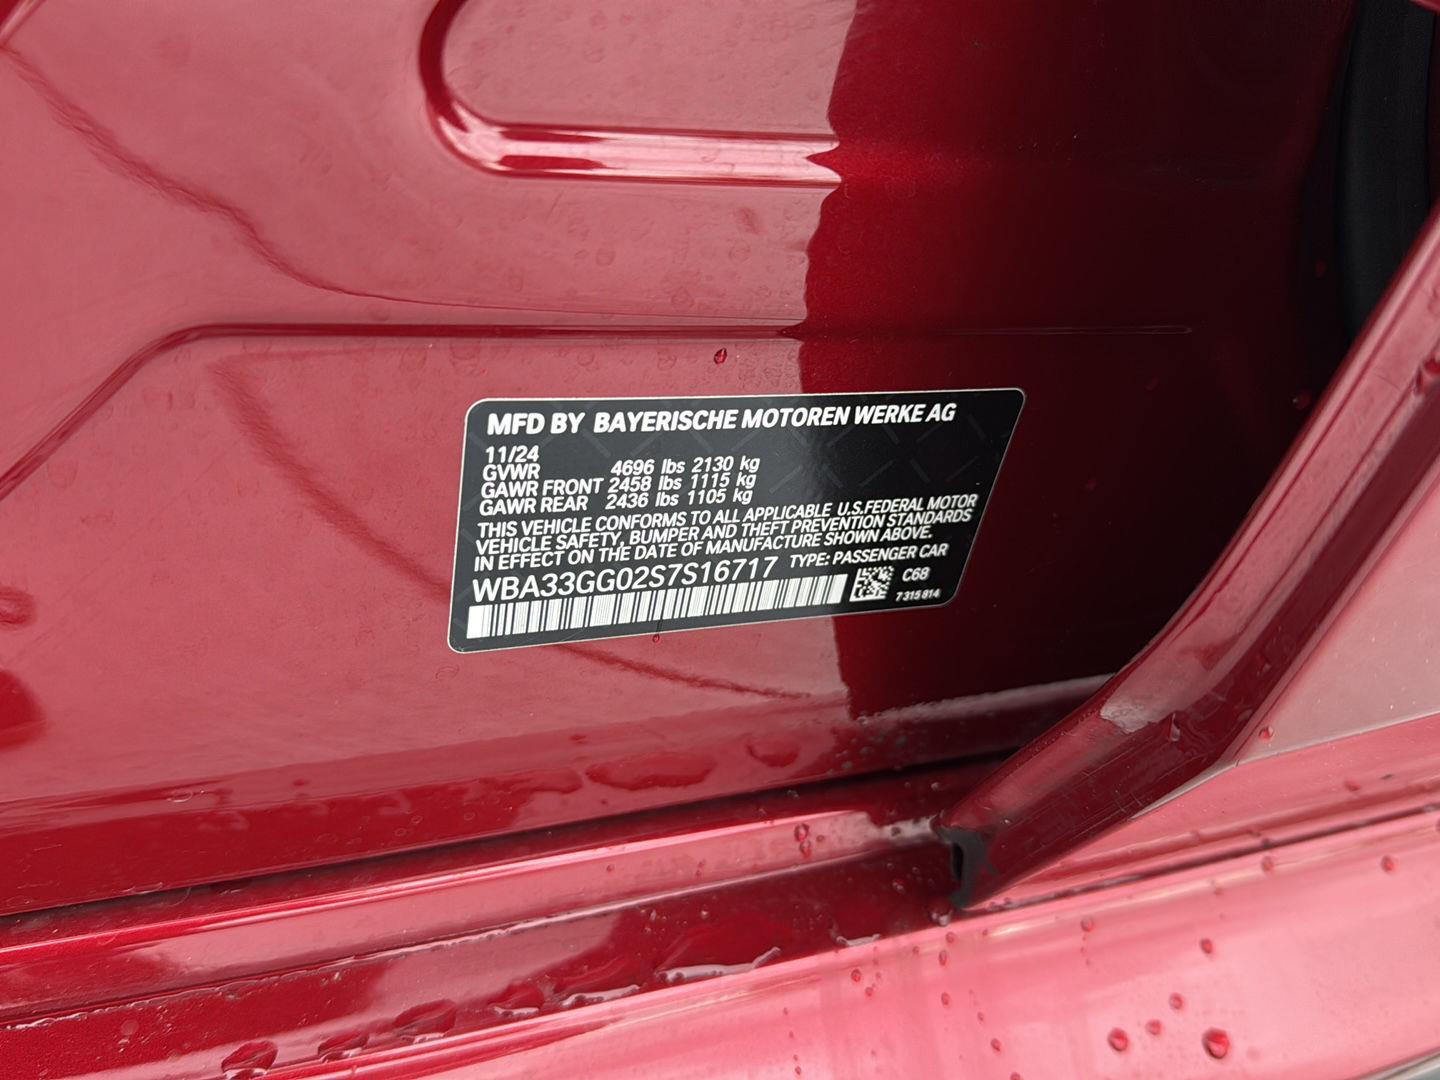 MFD BY BAYERISCHE MOTOREN WERKE AG
11/24
GVWR 4696 lbs 2130 kg
GAWR FRONT 2458 lbs 1115 kg
GAWR REAR 2436 lbs 1105 kg
THIS VEHICLE CONFORMS TO ALL APPLICABLE U.S.FEDERAL MOTOR
VEHICLE SAFETY, BUMPER AND THEFT PREVENTION STANDARDS
IN EFFECT ON THE DATE OF MANUFACTURE SHOWN ABOVE.
WBA33GG02S7S16717 TYPE: PASSENGER CAR
C68
7 315 814